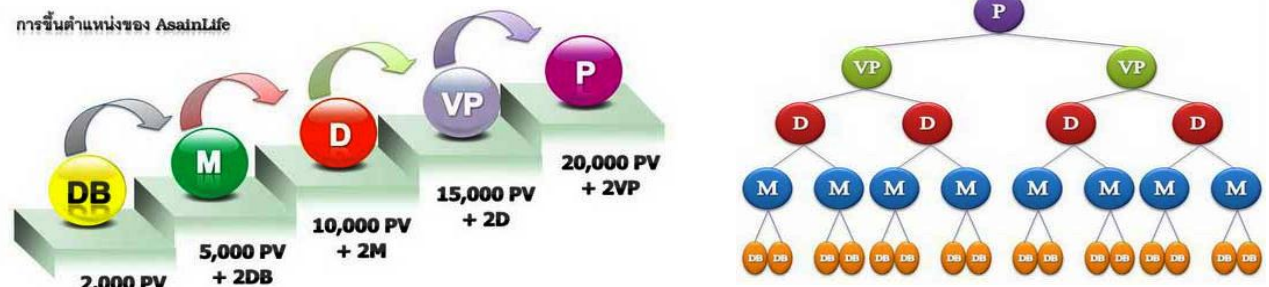 การขึ้นตำแหน่งของ AsainLife
DB
M
D
VP
P
2,000 PV
5,000 PV
+ 2DB
10,000 PV
+ 2M
15,000 PV
+ 2D
20,000 PV
+ 2VP
P
VP VP
D D D D
M M M M M M M M
DB DB DB DB DB DB DB DB DB DB DB DB DB DB DB DB